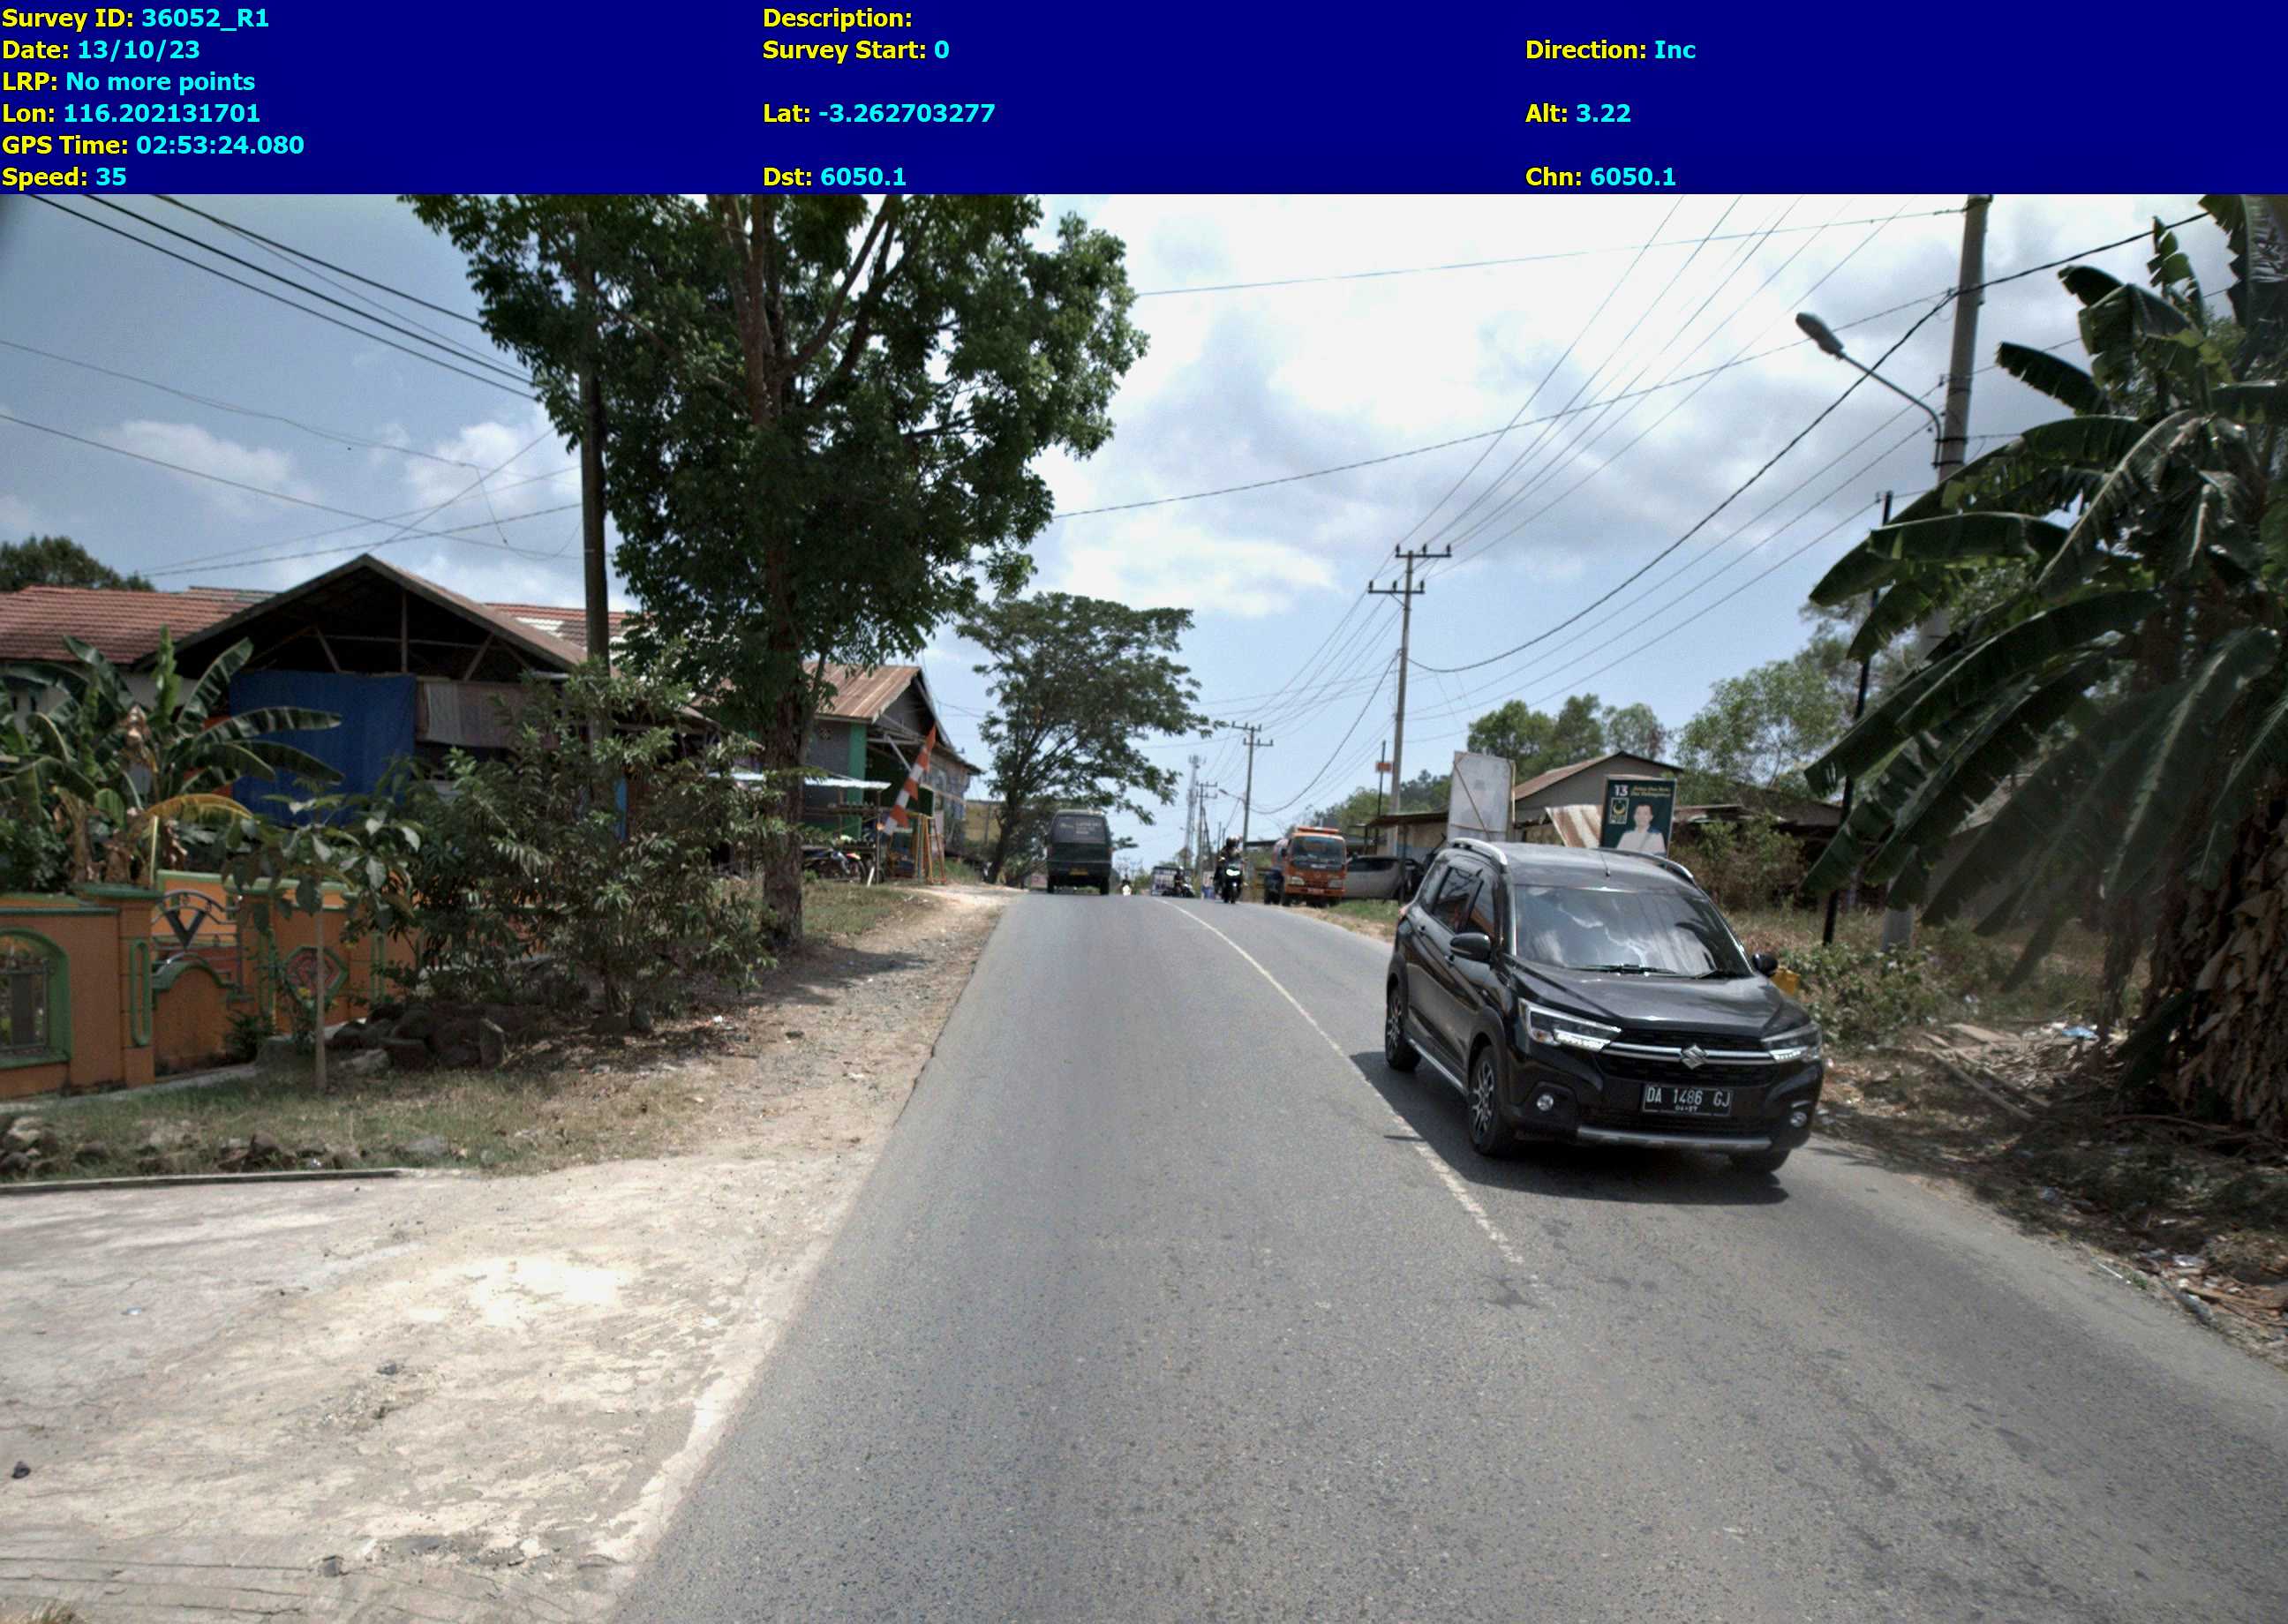 Survey ID: 36052_R1
Description:
Date: 13/10/23
Survey Start: 0
Direction: Inc
LRP: No more points
Lon: 116.202131701
Lat: -3.262703277
Alt: 3.22
GPS Time: 02:53:24.080
Speed: 35
Dst: 6050.1
Chn: 6050.1
13
DA 1486 GJ
04·27